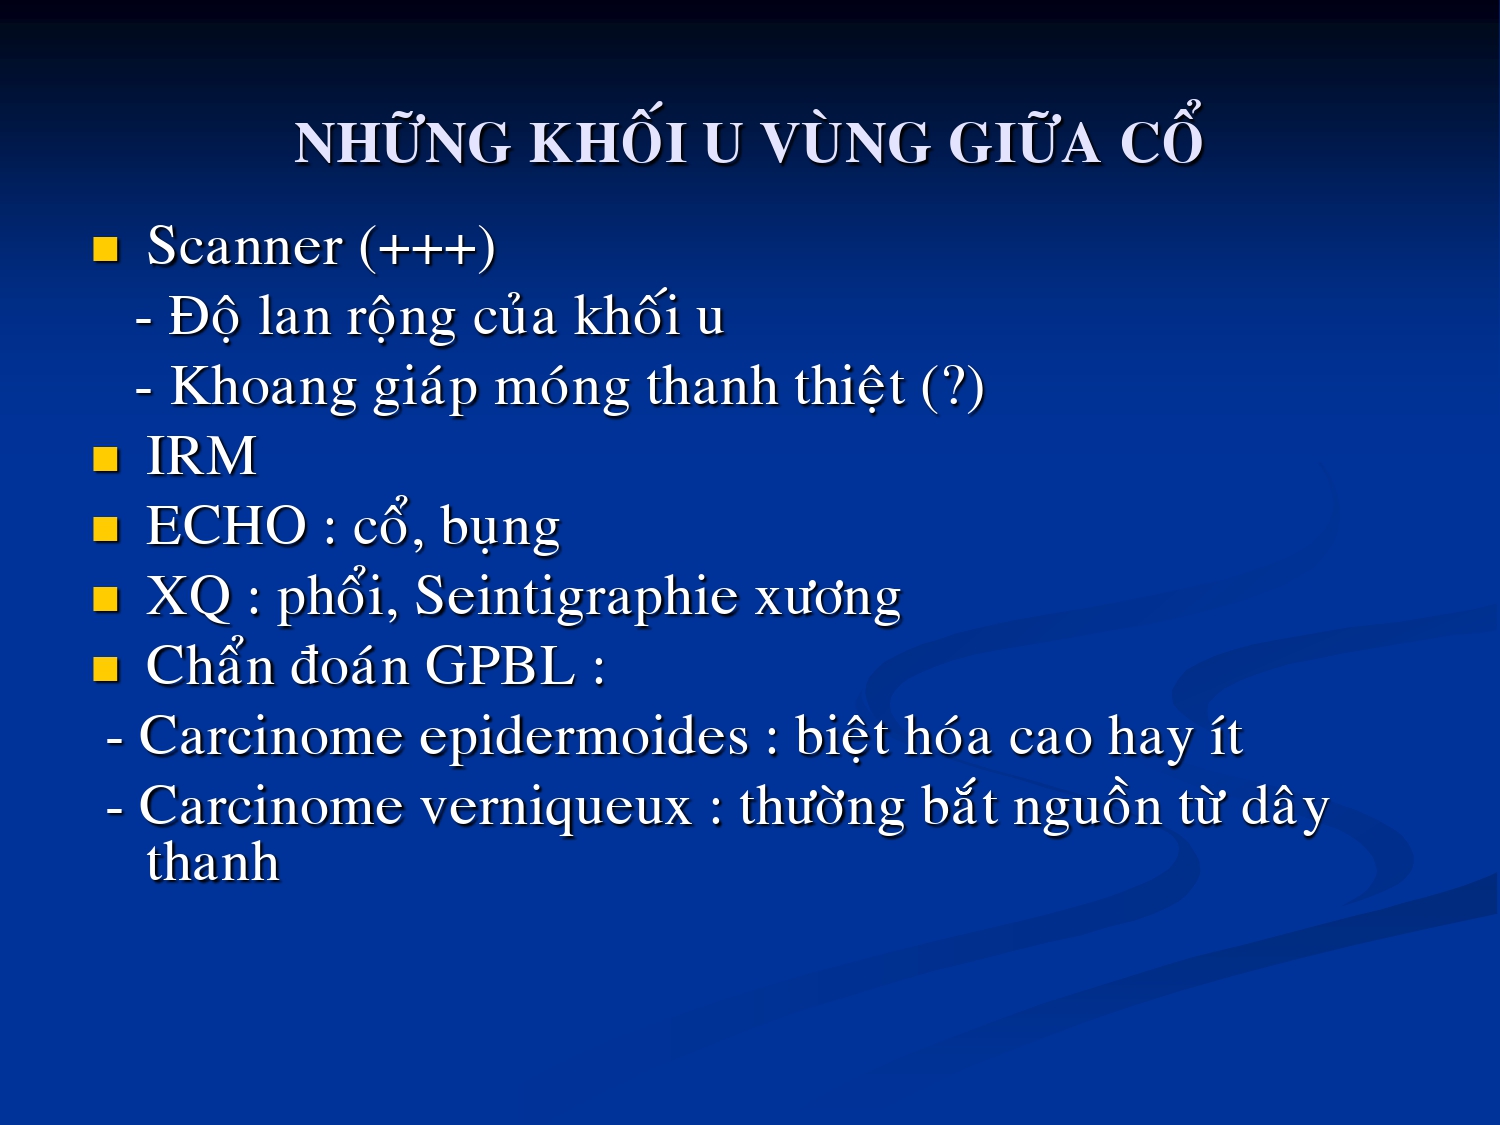 NHỮNG KHỐI U VÙNG GIỮA CỔ
Scanner (+++)
- Độ lan rộng của khối u
- Khoang giáp móng thanh thiệt (?)
IRM
ECHO : cổ, bụng
XQ : phổi, Seintigraphie xương
Chẩn đoán GPBL :
- Carcinome epidermoides : biệt hóa cao hay ít
- Carcinome verniqueux : thường bắt nguồn từ dây
thanh